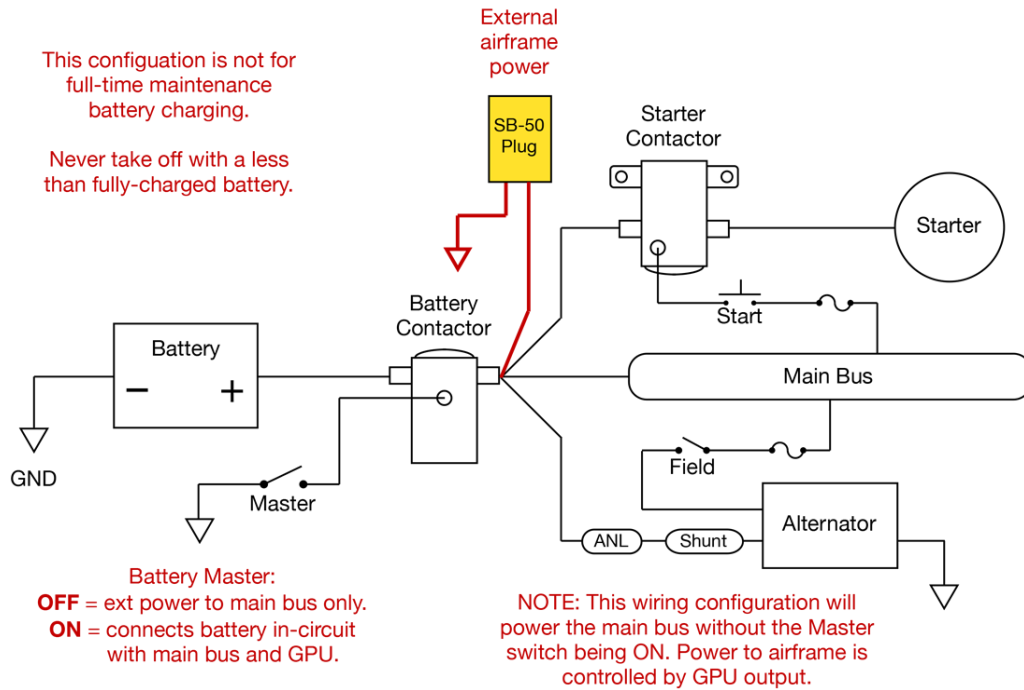 This configuation is not for
full-time maintenance
battery charging.
Never take off with a less
than fully-charged battery.
External
airframe
power
SB-50
Plug
Starter
Contactor
Starter
Start
Battery
Contactor
Battery
− +
GND
Master
Main Bus
Field
Alternator
ANL
Shunt
Battery Master:
OFF = ext power to main bus only.
ON = connects battery in-circuit
with main bus and GPU.
NOTE: This wiring configuration will
power the main bus without the Master
switch being ON. Power to airframe is
controlled by GPU output.